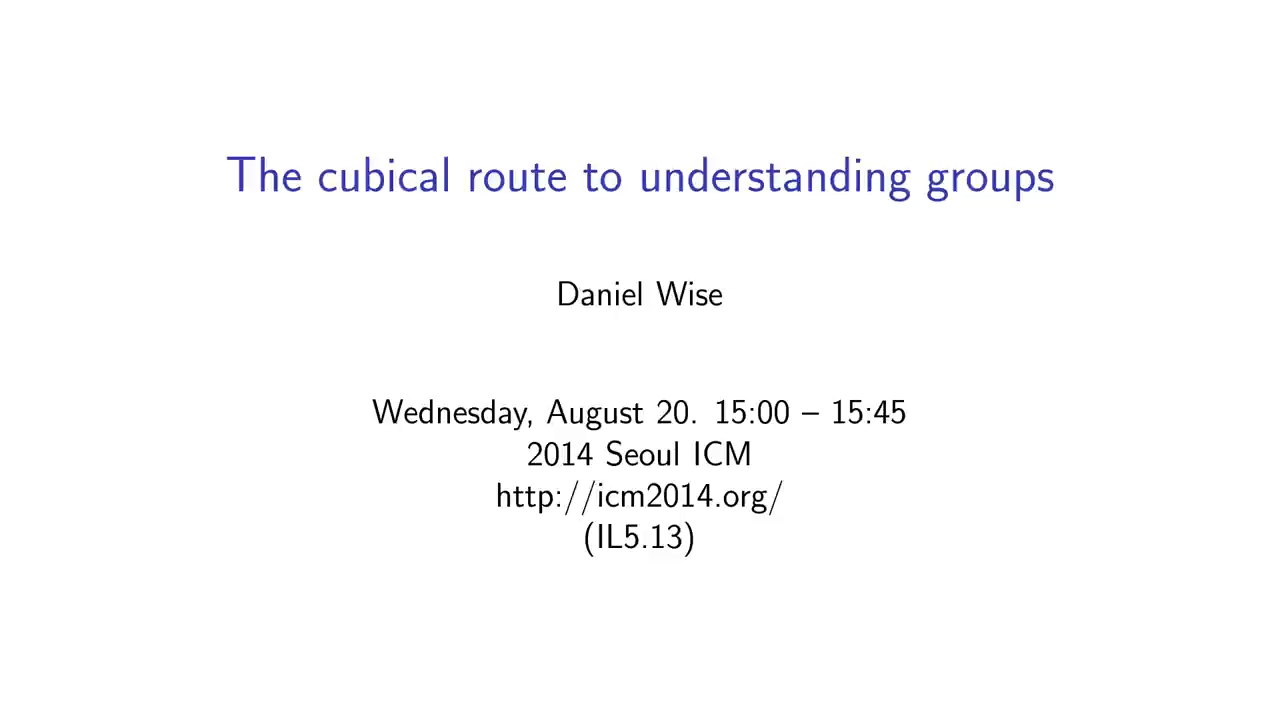 The cubical route to understanding groups
Daniel Wise
Wednesday, August 20. 15:00 – 15:45
2014 Seoul ICM
http://icm2014.org/
(IL5.13)